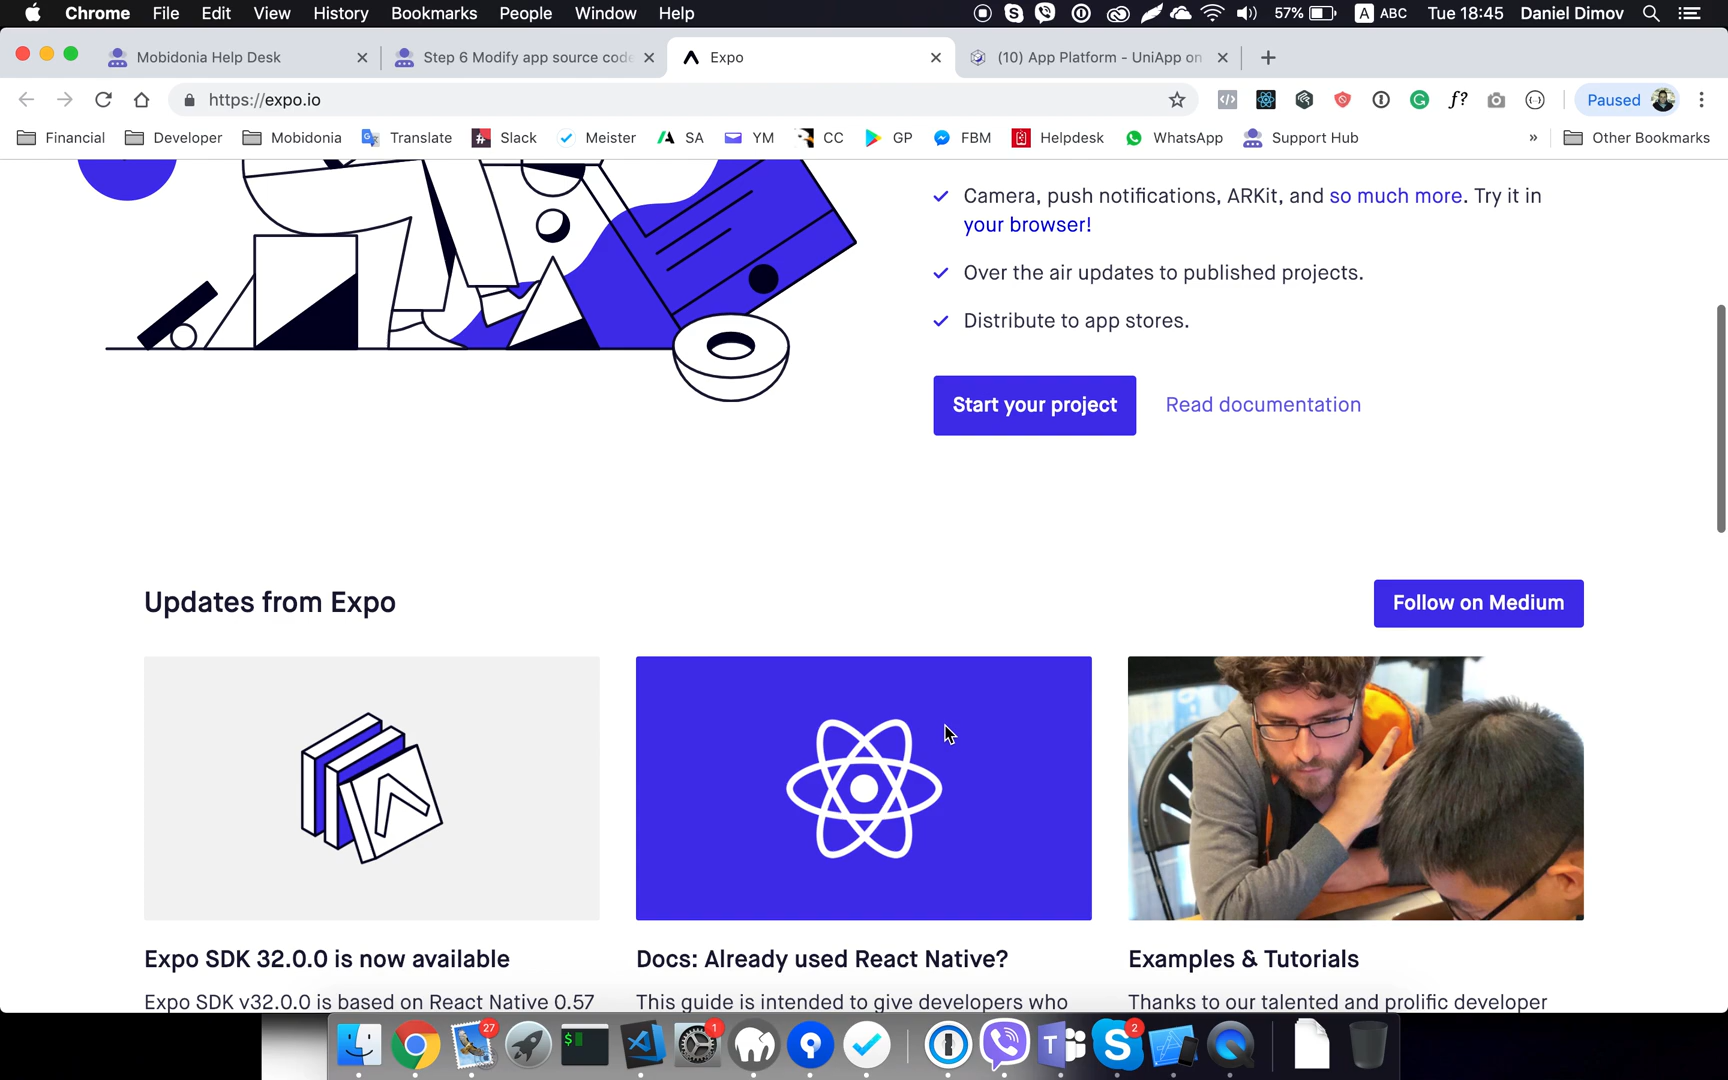 Chrome File Edit View History Bookmarks People Window Help 57% A ABC Tue 18:45 Daniel Dimov
Mobidonia Help Desk Step 6 Modify app source code Expo (10) App Platform - UniApp on
https://expo.io f? Paused
Financial Developer Mobidonia Translate Slack Meister SA YM CC GP FBM Helpdesk WhatsApp Support Hub » Other Bookmarks
Camera, push notifications, ARKit, and so much more. Try it in
your browser!
Over the air updates to published projects.
Distribute to app stores.
Start your project Read documentation
Updates from Expo Follow on Medium
Expo SDK 32.0.0 is now available Docs: Already used React Native? Examples & Tutorials
Expo SDK v32.0.0 is based on React Native 0.57 This guide is intended to give developers who Thanks to our talented and prolific developer
27 $ 1 2